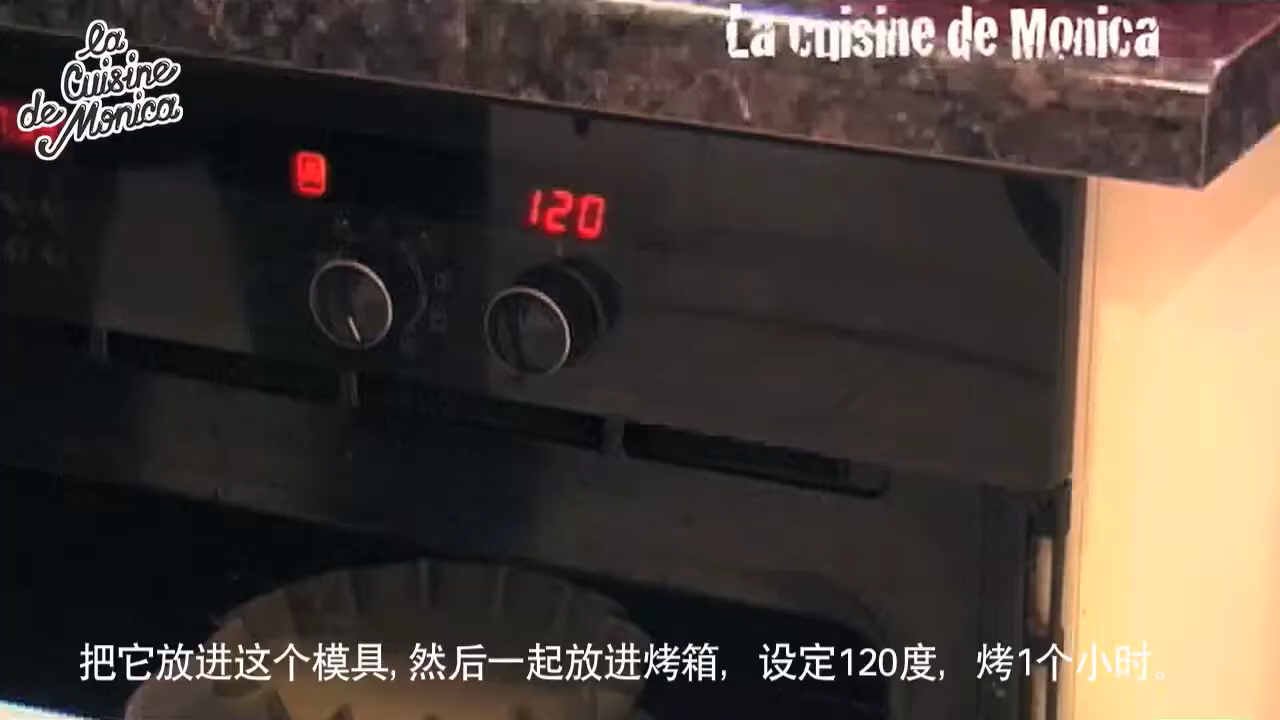 la
Cuisine
de
Monica
La cuisine de Monica
120
把它放进这个模具, 然后一起放进烤箱, 设定120度, 烤1个小时。